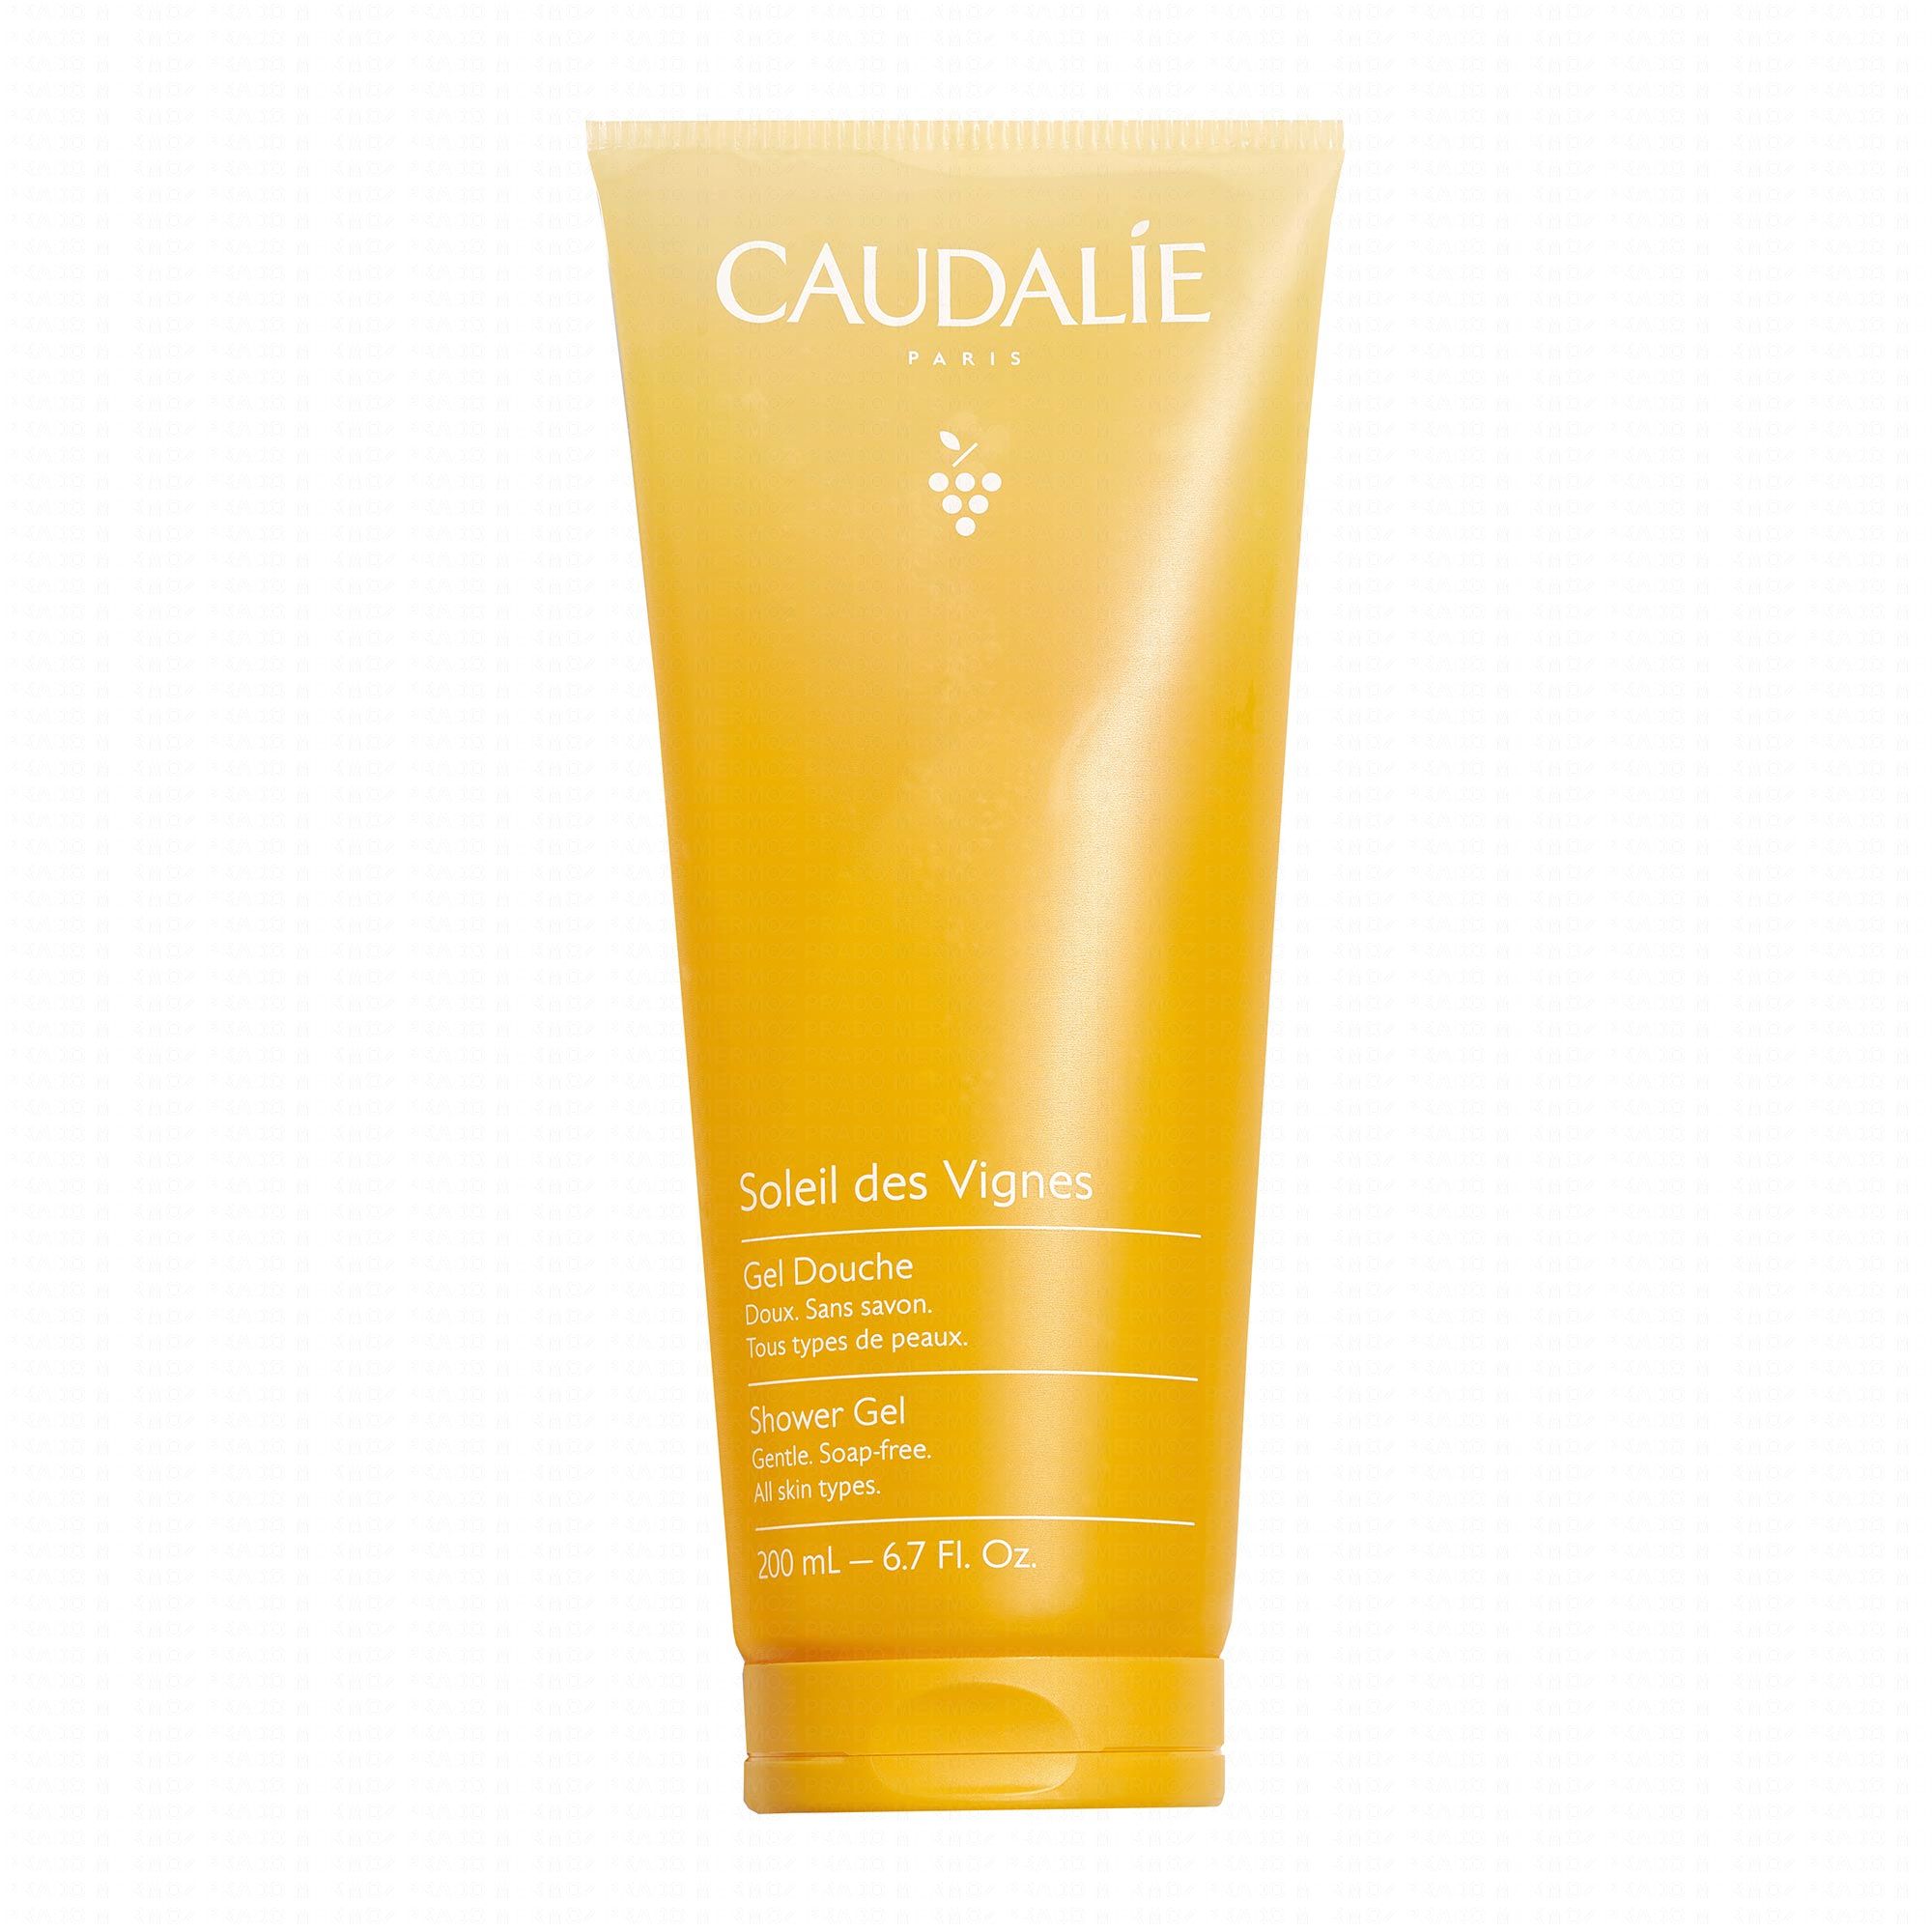 CAUDALÍE
PARIS
Soleil des Vignes
Gel Douche
Doux. Sans savon.
Tous types de peaux.
Shower Gel
Gentle. Soap-free.
All skin types.
200 mL – 6.7 Fl. Oz.